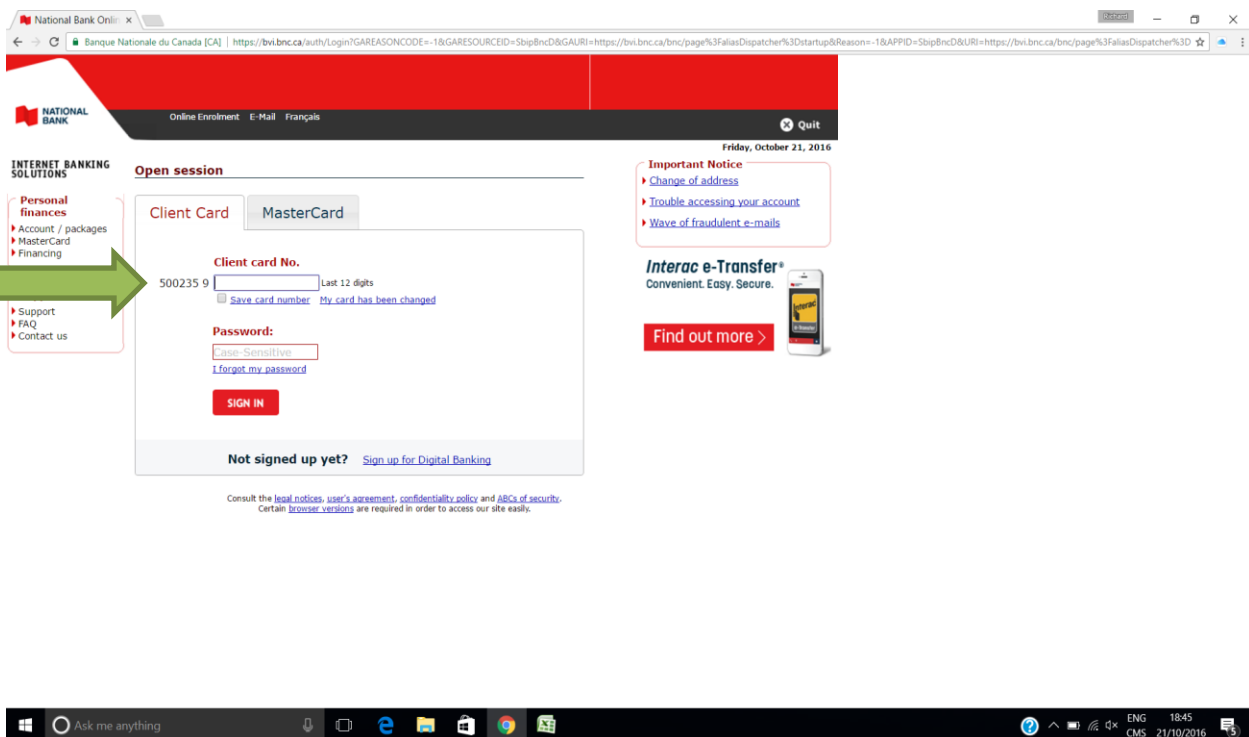 National Bank Onlin
Richard
Banque Nationale du Canada [CA] | https://bvi.bnc.ca/auth/Login?GAREASONCODE=-1&GARESOURCEID=SbipBncD&GAURI=https://bvi.bnc.ca/bnc/page%3FaliasDispatcher%3Dstartup&Reason=-1&APPID=SbipBncD&URI=https://bvi.bnc.ca/bnc/page%3FaliasDispatcher%3D
NATIONAL
BANK
Online Enrolment E-Mail Français
Quit
Friday, October 21, 2016
INTERNET BANKING
SOLUTIONS
Personal
finances
Account / packages
MasterCard
Financing
Support
FAQ
Contact us
Open session
Client Card MasterCard
Client card No.
500235 9 Last 12 digits
Save card number My card has been changed
Password:
Case-Sensitive
I forgot my password
SIGN IN
Not signed up yet? Sign up for Digital Banking
Consult the legal notices, user's agreement, confidentiality policy and ABCs of security.
Certain browser versions are required in order to access our site easily.
Important Notice
Change of address
Trouble accessing your account
Wave of fraudulent e-mails
Interac e-Transfer®
Convenient. Easy. Secure.
Interac
e-Transfer
Find out more >
Ask me anything
ENG 18:45
CMS 21/10/2016
5